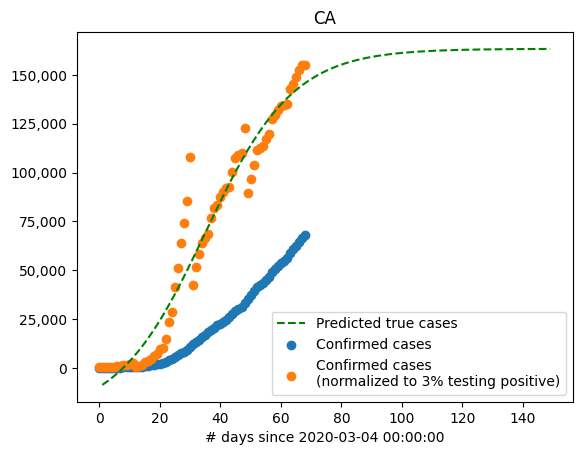 CA
150,000
125,000
100,000
75,000
50,000
25,000
0
Predicted true cases
Confirmed cases
Confirmed cases
(normalized to 3% testing positive)
0 20 40 60 80 100 120 140
# days since 2020-03-04 00:00:00